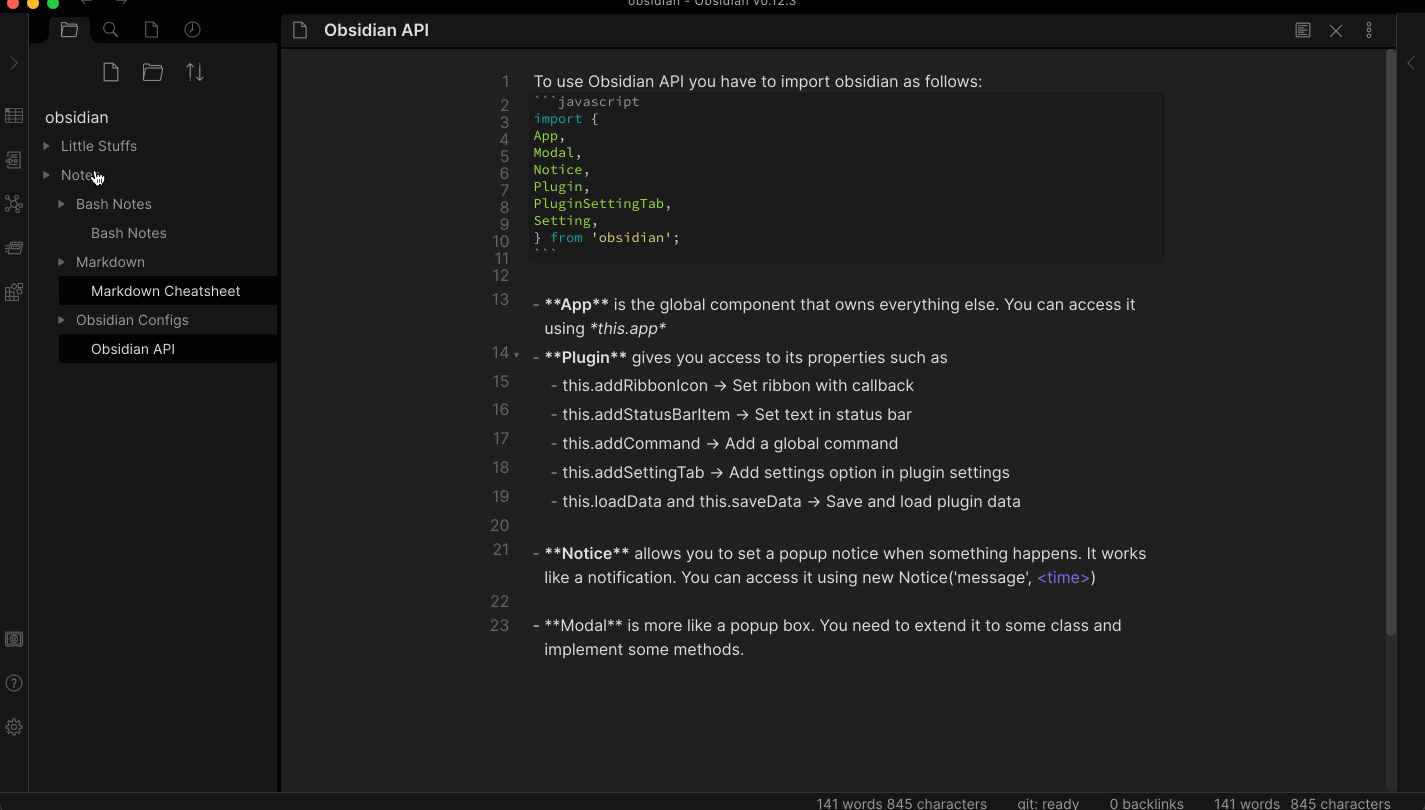 obsidian - Obsidian v0.12.3
Obsidian API
obsidian
Little Stuffs
Notes
Bash Notes
Bash Notes
Markdown
Markdown Cheatsheet
Obsidian Configs
Obsidian API
1 To use Obsidian API you have to import obsidian as follows:
2 ```javascript
3 import {
4 App,
5 Modal,
6 Notice,
7 Plugin,
8 PluginSettingTab,
9 Setting,
10 } from 'obsidian';
11 ```
12
13 - **App** is the global component that owns everything else. You can access it
using *this.app*
14 - **Plugin** gives you access to its properties such as
15 - this.addRibbonIcon → Set ribbon with callback
16 - this.addStatusBarItem → Set text in status bar
17 - this.addCommand → Add a global command
18 - this.addSettingTab → Add settings option in plugin settings
19 - this.loadData and this.saveData → Save and load plugin data
20
21 - **Notice** allows you to set a popup notice when something happens. It works
like a notification. You can access it using new Notice('message', <time>)
22
23 - **Modal** is more like a popup box. You need to extend it to some class and
implement some methods.
141 words 845 characters git: ready 0 backlinks 141 words 845 characters